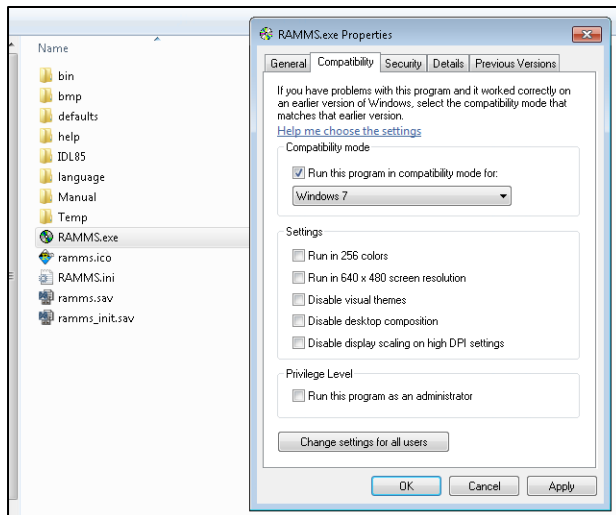 Name
bin
bmp
defaults
help
IDL85
language
Manual
Temp
RAMMS.exe
ramms.ico
RAMMS.ini
ramms.sav
ramms_init.sav
RAMMS.exe Properties
General Compatibility Security Details Previous Versions
If you have problems with this program and it worked correctly on
an earlier version of Windows, select the compatibility mode that
matches that earlier version.
Help me choose the settings
Compatibility mode
Run this program in compatibility mode for:
Windows 7
Settings
Run in 256 colors
Run in 640 x 480 screen resolution
Disable visual themes
Disable desktop composition
Disable display scaling on high DPI settings
Privilege Level
Run this program as an administrator
Change settings for all users
OK Cancel Apply